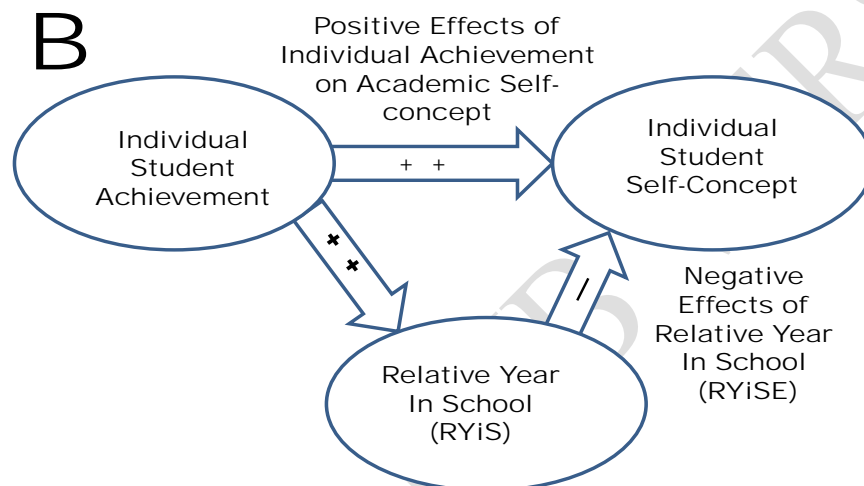 B
Positive Effects of
Individual Achievement
on Academic Self-
concept
Individual
Student
Achievement
+ +
Individual
Student
Self-Concept
+
+
–
Negative
Effects of
Relative Year
In School
(RYiSE)
Relative Year
In School
(RYiS)